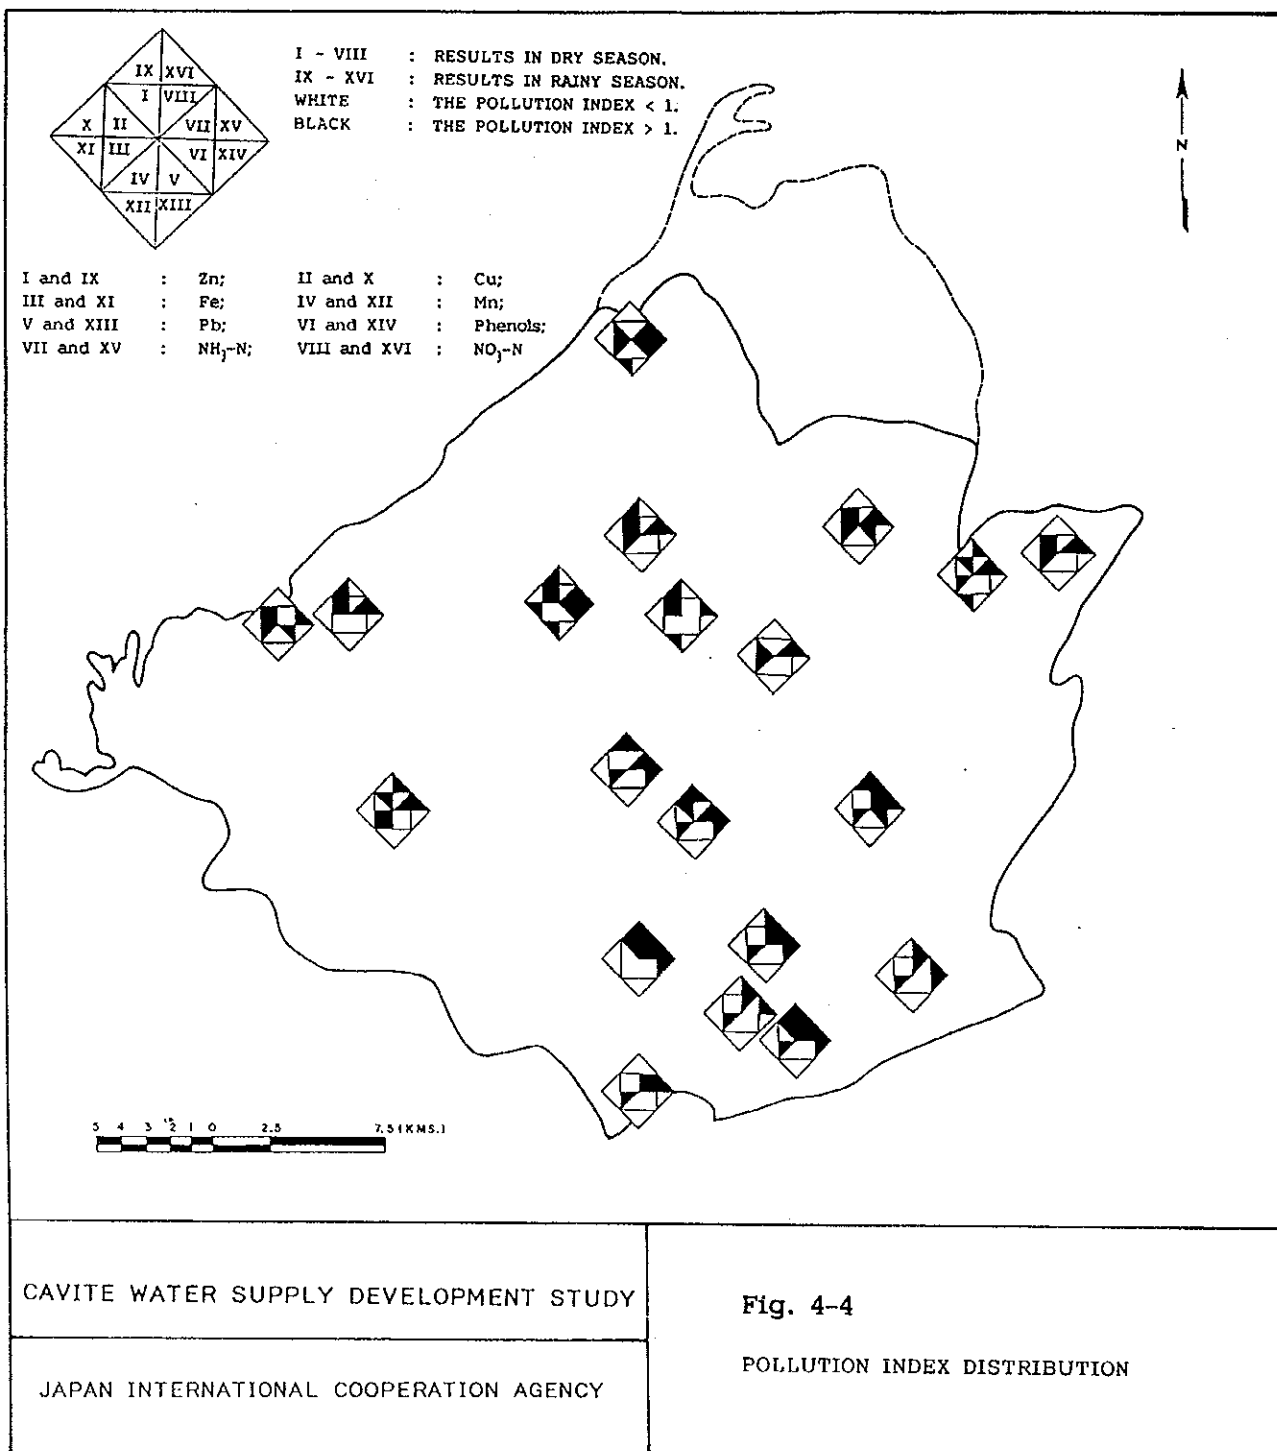 IX XVI
I VIII
X II VII XV
XI III VI XIV
IV V
XII XIII
I - VIII : RESULTS IN DRY SEASON.
IX - XVI : RESULTS IN RAINY SEASON.
WHITE : THE POLLUTION INDEX < 1.
BLACK : THE POLLUTION INDEX > 1.
N
I and IX : Zn; II and X : Cu;
III and XI : Fe; IV and XII : Mn;
V and XIII : Pb; VI and XIV : Phenols;
VII and XV : NH₃-N; VIII and XVI : NO₃-N
5 4 3 2 1 0 2.5 7.5 (KMS.)
CAVITE WATER SUPPLY DEVELOPMENT STUDY
JAPAN INTERNATIONAL COOPERATION AGENCY
Fig. 4-4
POLLUTION INDEX DISTRIBUTION